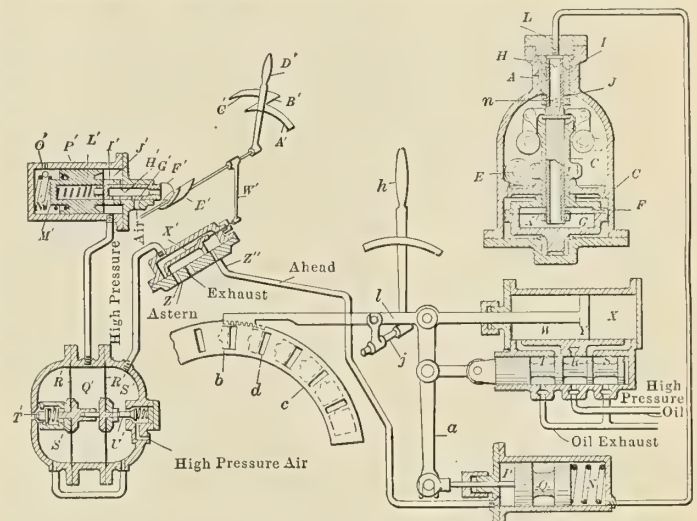 L
H
I
A
J
n
C
E
C
F
G
D'
C'
B'
A'
O'
P'
L'
I'
J'
H'
G'
F'
E'
M'
W'
X'
High Pressure Air
Z'
Z"
Exhaust
Astern
Ahead
h
l
j
b
d
c
a
W
Y
X
T
R
S
High
Pressure
Oil
Oil Exhaust
P
Q
N
R
Q'
R
S
T'
S'
U'
High Pressure Air